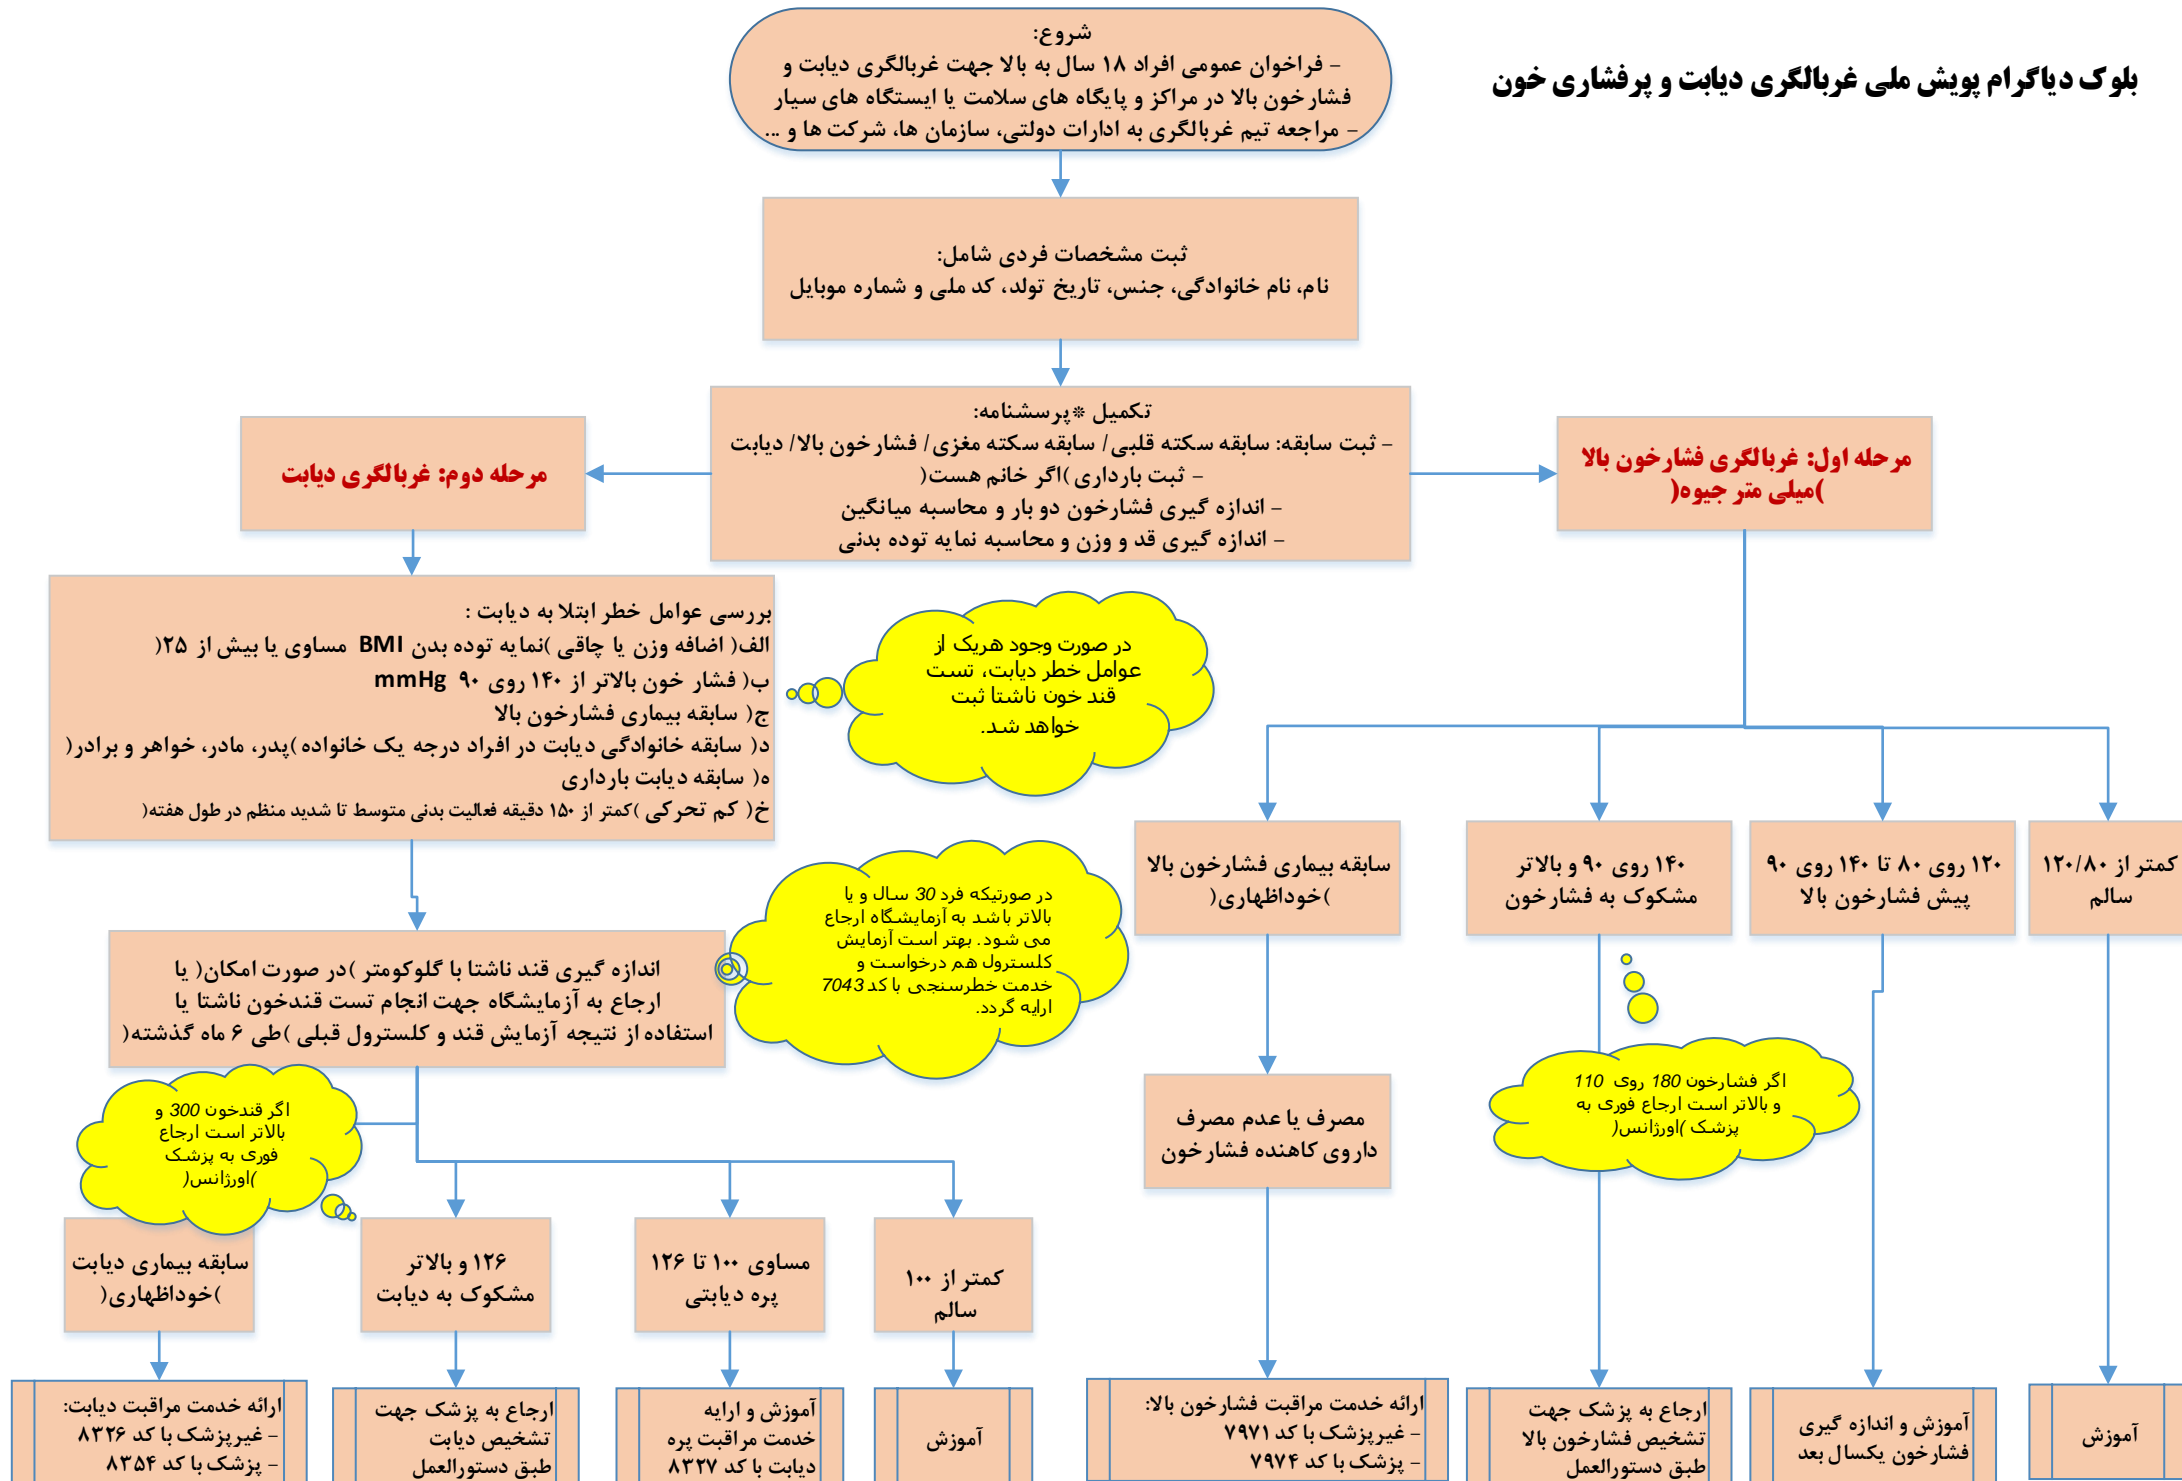 بلوک دیاگرام پویش ملی غربالگری دیابت و پرفشاری خون
شروع:
- فراخوان عمومی افراد ۱۸ سال به بالا جهت غربالگری دیابت و
فشارخون بالا در مراکز و پایگاه های سلامت یا ایستگاه های سیار
- مراجعه تیم غربالگری به ادارات دولتی، سازمان ها، شرکت ها و ...
ثبت مشخصات فردی شامل:
نام، نام خانوادگی، جنس، تاریخ تولد، کد ملی و شماره موبایل
تکمیل *پرسشنامه:
- ثبت سابقه: سابقه سکته قلبی/ سابقه سکته مغزی/ فشارخون بالا/ دیابت
- ثبت بارداری )اگر خانم هست(
- اندازه گیری فشارخون دو بار و محاسبه میانگین
- اندازه گیری قد و وزن و محاسبه نمایه توده بدنی
مرحله اول: غربالگری فشارخون بالا
)میلی متر جیوه(
مرحله دوم: غربالگری دیابت
بررسی عوامل خطر ابتلا به دیابت :
الف( اضافه وزن یا چاقی )نمایه توده بدن BMI مساوی یا بیش از ۲۵(
ب( فشار خون بالاتر از ۱۴۰ روی ۹۰ mmHg
ج( سابقه بیماری فشارخون بالا
د( سابقه خانوادگی دیابت در افراد درجه یک خانواده )پدر، مادر، خواهر و برادر(
ه( سابقه دیابت بارداری
خ( کم تحرکی )کمتر از ۱۵۰ دقیقه فعالیت بدنی متوسط تا شدید منظم در طول هفته(
در صورت وجود هریک از
عوامل خطر دیابت، تست
قند خون ناشتا ثبت
خواهد شد.
کمتر از ۱۲۰/۸۰
سالم
۱۲۰ روی ۸۰ تا ۱۴۰ روی ۹۰
پیش فشارخون بالا
۱۴۰ روی ۹۰ و بالاتر
مشکوک به فشارخون
سابقه بیماری فشارخون بالا
)خوداظهاری(
در صورتیکه فرد 30 سال و یا
بالاتر باشد به آزمایشگاه ارجاع
می شود. بهتر است آزمایش
کلسترول هم درخواست و
خدمت خطرسنجی با کد 7043
ارایه گردد.
اندازه گیری قند ناشتا با گلوکومتر )در صورت امکان( یا
ارجاع به آزمایشگاه جهت انجام تست قندخون ناشتا یا
استفاده از نتیجه آزمایش قند و کلسترول قبلی )طی ۶ ماه گذشته(
اگر فشارخون 180 روی 110
و بالاتر است ارجاع فوری به
پزشک )اورژانس(
مصرف یا عدم مصرف
داروی کاهنده فشارخون
اگر قندخون 300 و
بالاتر است ارجاع
فوری به پزشک
)اورژانس(
کمتر از ۱۰۰
سالم
مساوی ۱۰۰ تا ۱۲۶
پره دیابتی
۱۲۶ و بالاتر
مشکوک به دیابت
سابقه بیماری دیابت
)خوداظهاری(
آموزش
آموزش و اندازه گیری
فشارخون یکسال بعد
ارجاع به پزشک جهت
تشخیص فشارخون بالا
طبق دستورالعمل
ارائه خدمت مراقبت فشارخون بالا:
- غیرپزشک با کد ۷۹۷۱
- پزشک با کد ۷۹۷۴
آموزش
آموزش و ارایه
خدمت مراقبت پره
دیابت با کد ۸۳۲۷
ارجاع به پزشک جهت
تشخیص دیابت
طبق دستورالعمل
ارائه خدمت مراقبت دیابت:
- غیرپزشک با کد ۸۳۲۶
- پزشک با کد ۸۳۵۴